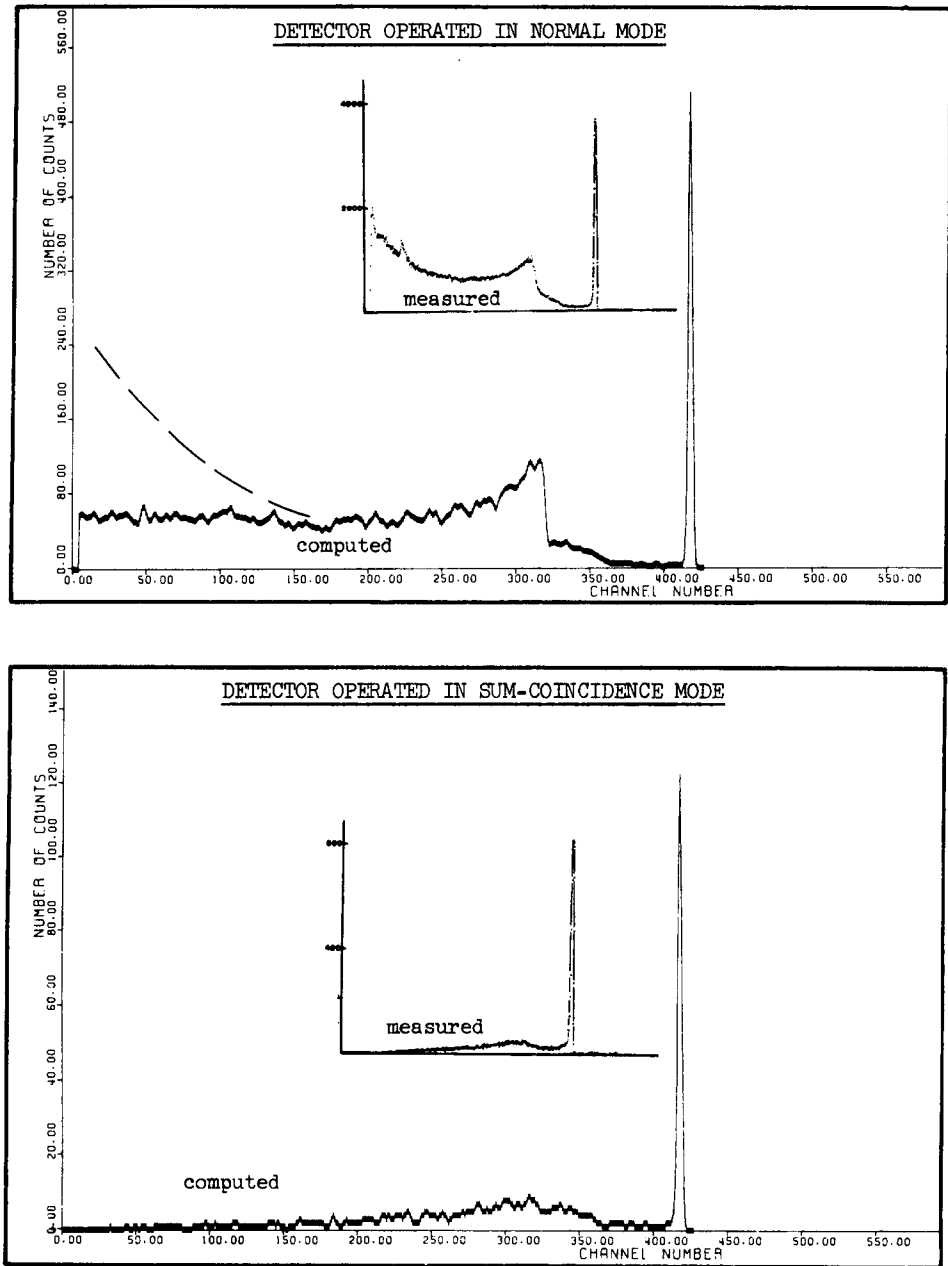 DETECTOR OPERATED IN NORMAL MODE
NUMBER OF COUNTS
560.00
480.00
400.00
320.00
240.00
160.00
80.00
0.00
measured
computed
0.00 50.00 100.00 150.00 200.00 250.00 300.00 350.00 400.00 450.00 500.00 550.00
CHANNEL NUMBER
DETECTOR OPERATED IN SUM-COINCIDENCE MODE
NUMBER OF COUNTS
140.00
120.00
100.00
80.00
60.00
40.00
20.00
measured
computed
0.00 50.00 100.00 150.00 200.00 250.00 300.00 350.00 400.00 450.00 500.00 550.00
CHANNEL NUMBER